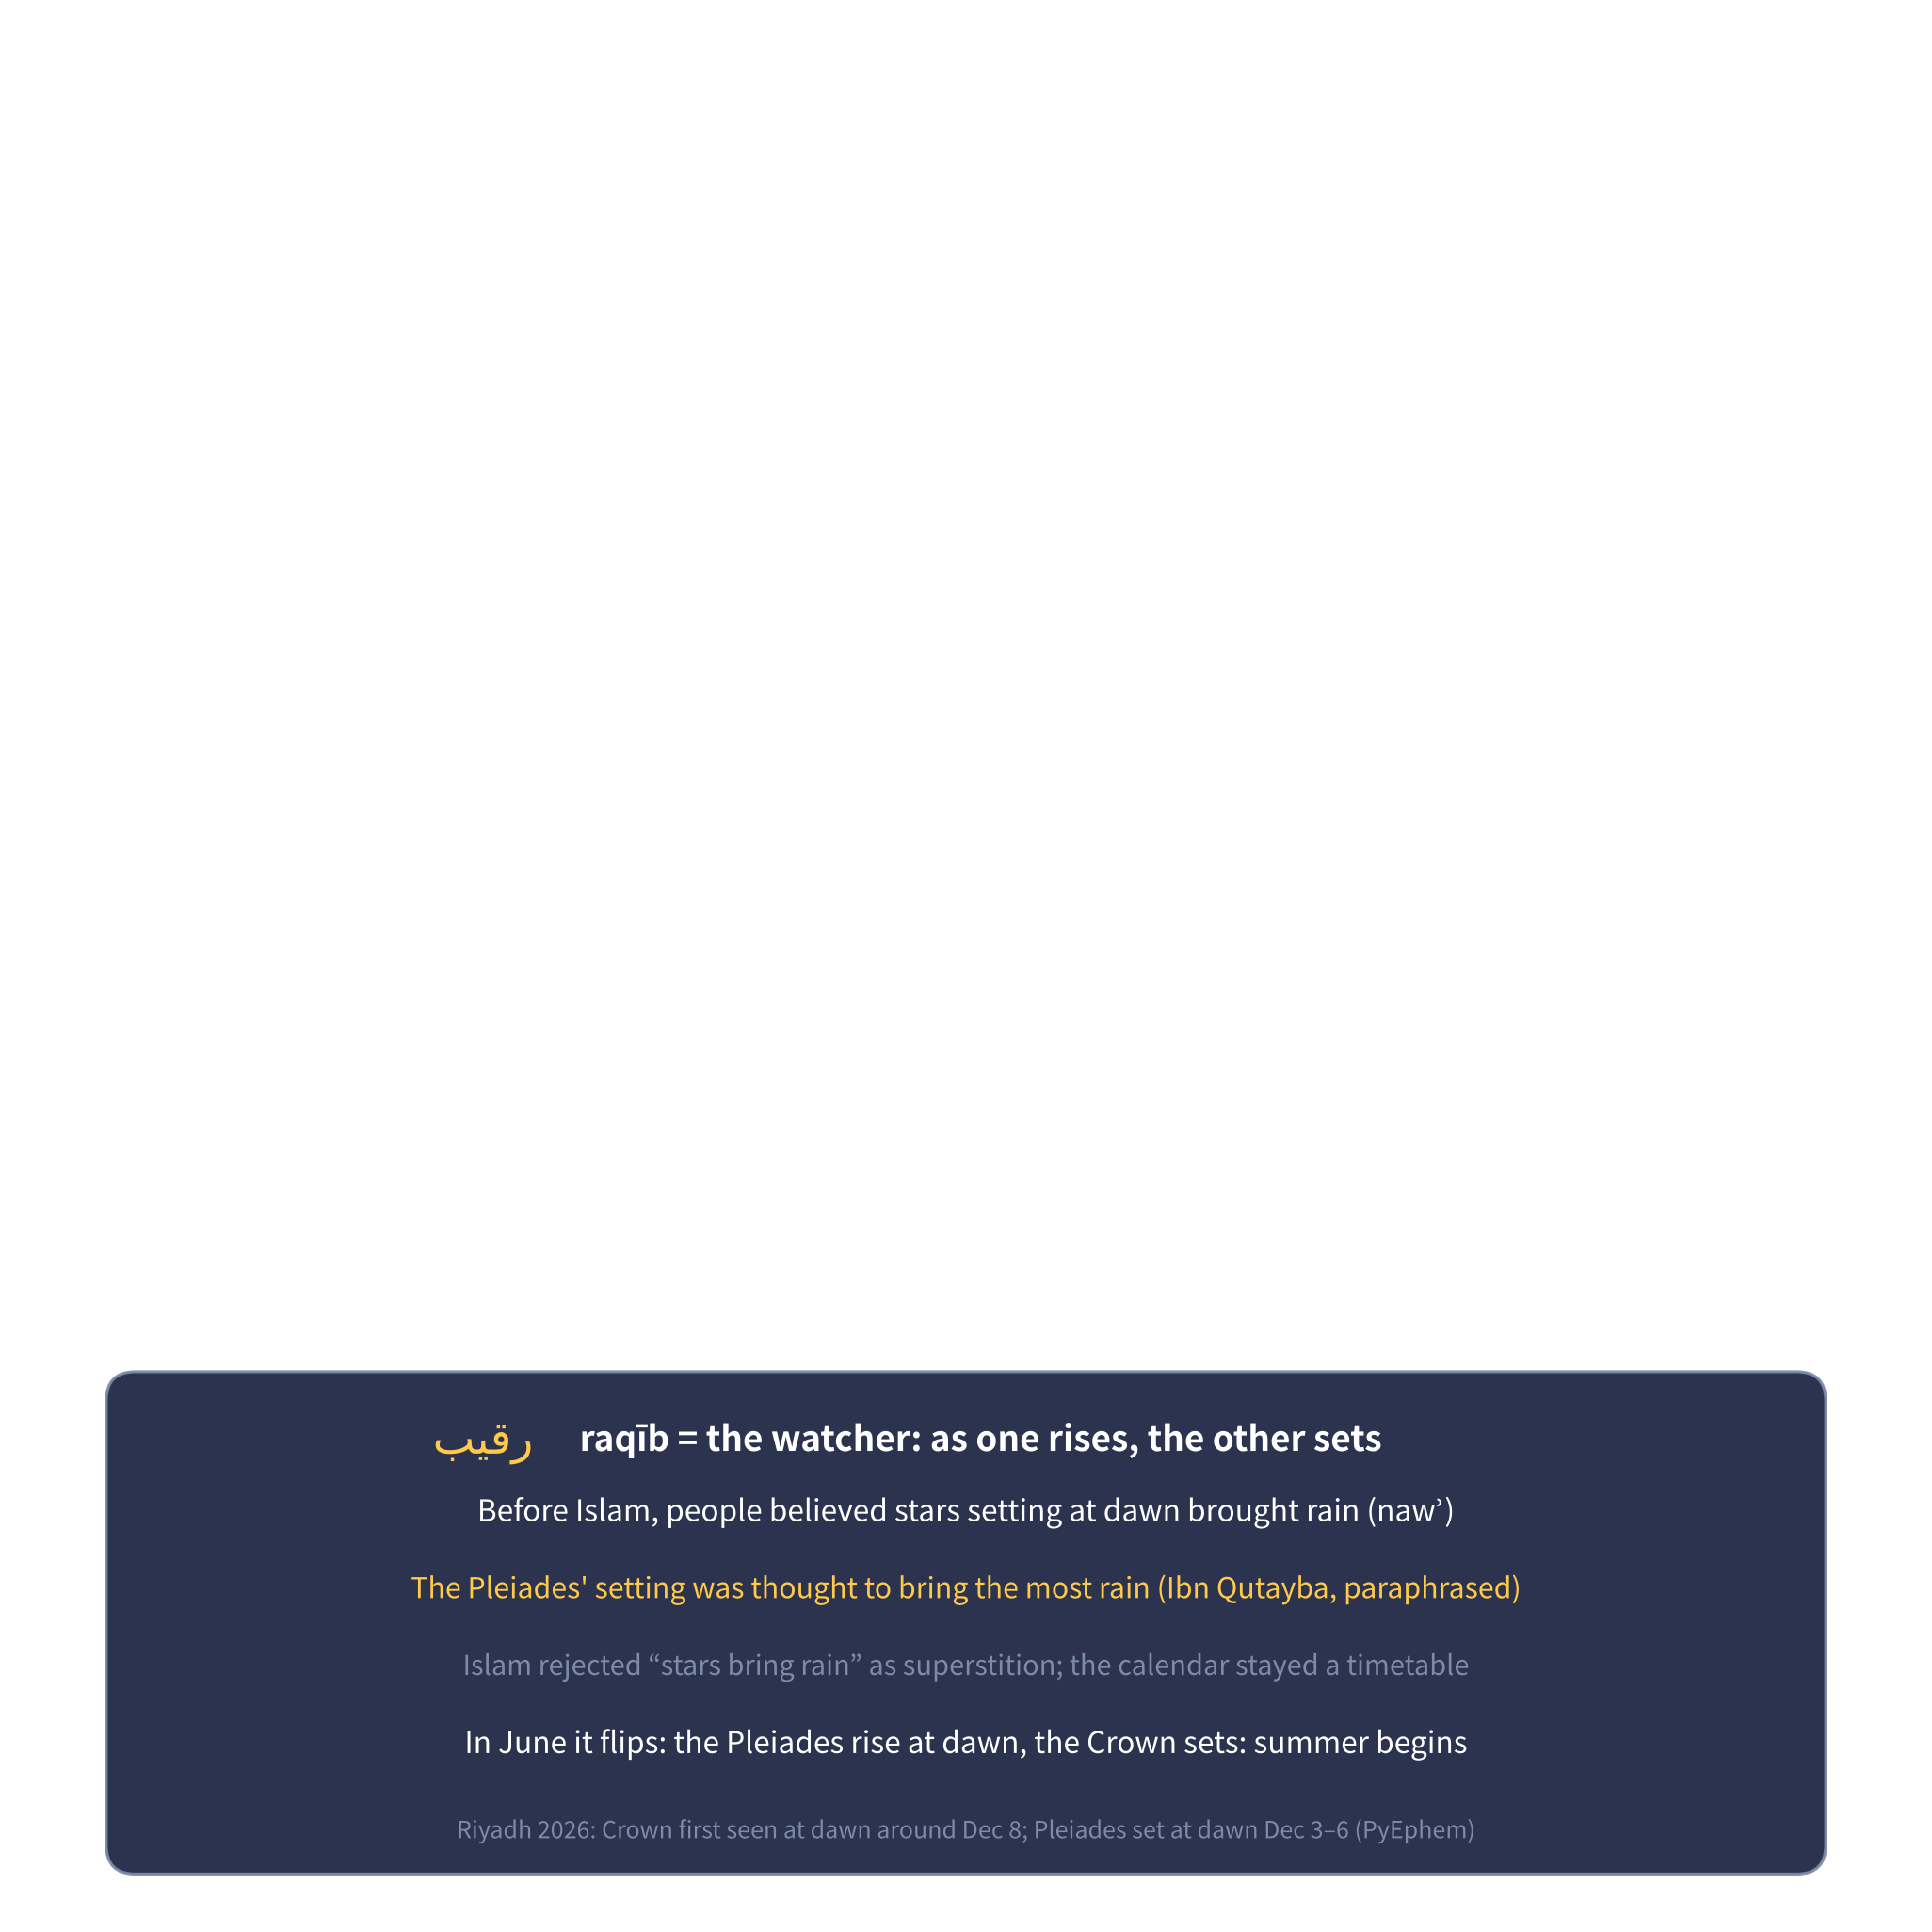 رقيب raqīb = the watcher: as one rises, the other sets
Before Islam, people believed stars setting at dawn brought rain (nawʾ)
The Pleiades' setting was thought to bring the most rain (Ibn Qutayba, paraphrased)
Islam rejected “stars bring rain” as superstition; the calendar stayed a timetable
In June it flips: the Pleiades rise at dawn, the Crown sets: summer begins
Riyadh 2026: Crown first seen at dawn around Dec 8; Pleiades set at dawn Dec 3–6 (PyEphem)